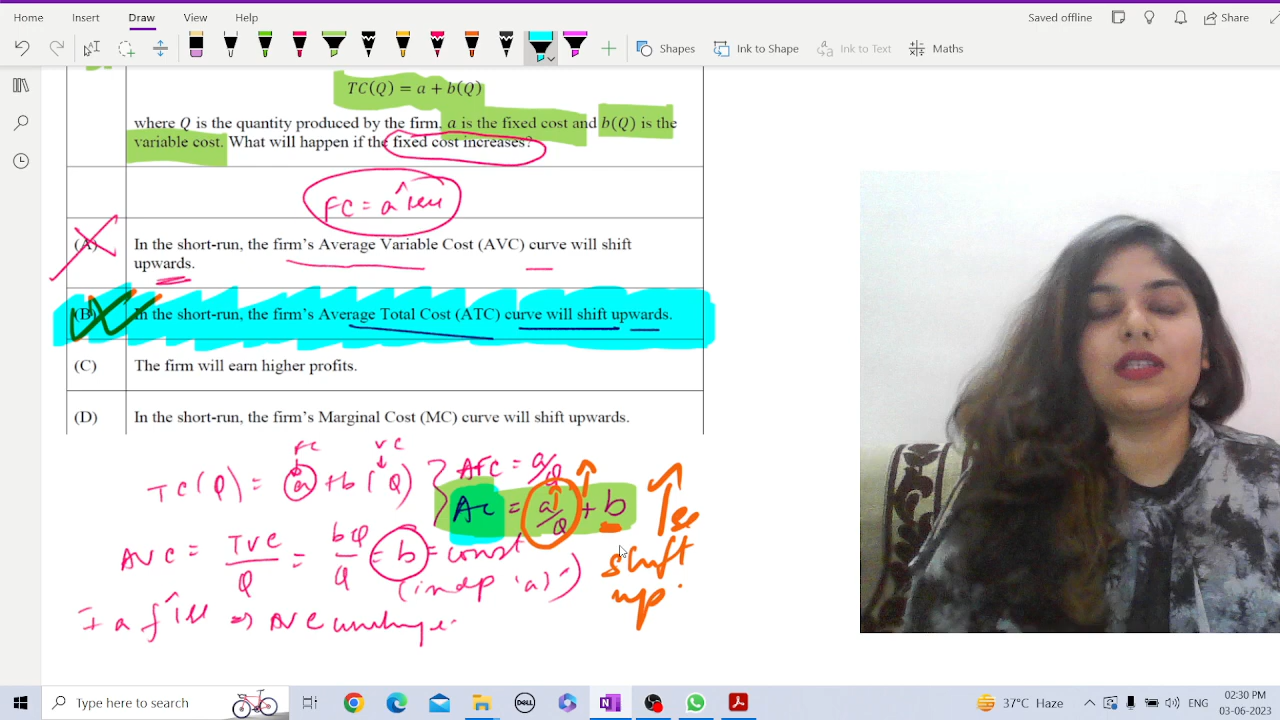 Home Insert Draw View Help Saved offline Share
Shapes Ink to Shape Ink to Text Maths
TC(Q) = a + b(Q)
where Q is the quantity produced by the firm, a is the fixed cost and b(Q) is the
variable cost. What will happen if the fixed cost increases?
FC = a
(A) In the short-run, the firm's Average Variable Cost (AVC) curve will shift
upwards.
(B) In the short-run, the firm's Average Total Cost (ATC) curve will shift upwards.
(C) The firm will earn higher profits.
(D) In the short-run, the firm's Marginal Cost (MC) curve will shift upwards.
FC VC
TC(Q) = a + b(Q) } AFC = a/Q
AC = a/Q + b
AVC = TVC/Q = bQ/Q = b = const
(indp 'a')
shift
up
AVC
Type here to search
DELL
37°C Haze ENG 02:30 PM
03-06-2023